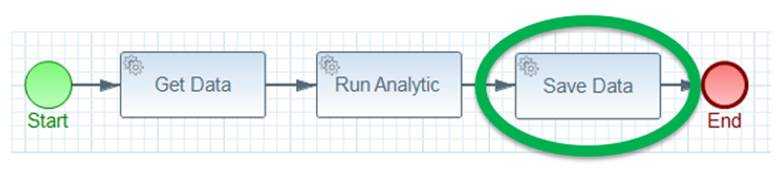 Get Data
Run Analytic
Save Data
Start
End